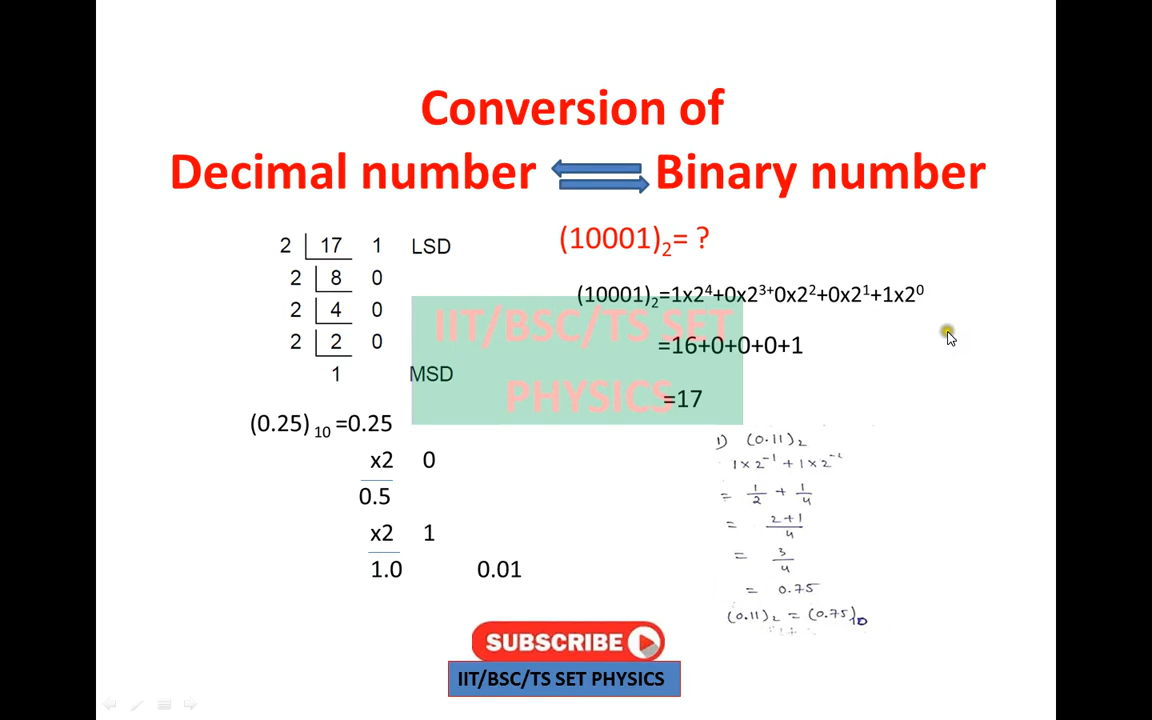 Conversion of
Decimal number Binary number
2 17 1 LSD
2 8 0
2 4 0
2 2 0
1 MSD
(0.25) 10 =0.25
x2 0
0.5
x2 1
1.0 0.01
(10001)2= ?
(10001)2=1x2⁴+0x2³⁺0x2²+0x2¹+1x2⁰
=16+0+0+0+1
=17
IIT/BSC/TS SET
PHYSICS
1) (0.11)2
1×2⁻¹ + 1×2⁻²
= 1/2 + 1/4
= 2+1/4
= 3/4
= 0.75
(0.11)2 = (0.75)10
SUBSCRIBE
IIT/BSC/TS SET PHYSICS